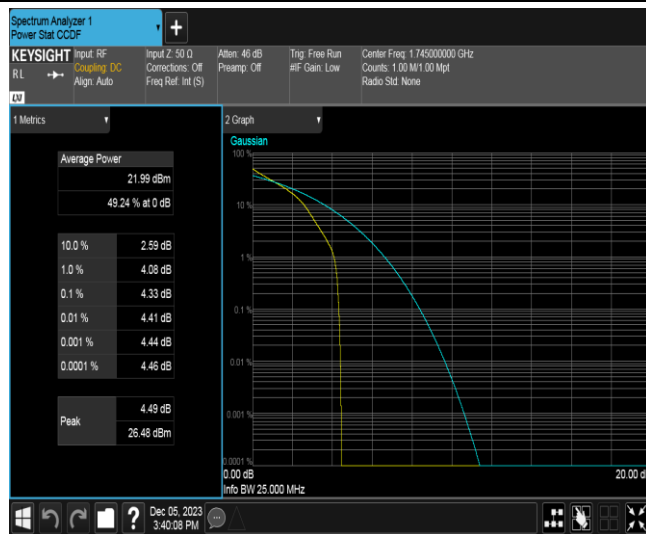 Spectrum Analyzer 1
Power Stat CCDF
+
KEYSIGHT
RL
Input: RF
Coupling: DC
Align: Auto
Input Z: 50 Ω
Corrections: Off
Freq Ref: Int (S)
Atten: 46 dB
Preamp: Off
Trig: Free Run
#IF Gain: Low
Center Freq: 1.745000000 GHz
Counts: 1.00 M/1.00 Mpt
Radio Std: None
1 Metrics
Average Power
21.99 dBm
49.24 % at 0 dB
10.0 % 2.59 dB
1.0 % 4.08 dB
0.1 % 4.33 dB
0.01 % 4.41 dB
0.001 % 4.44 dB
0.0001 % 4.46 dB
Peak
4.49 dB
26.48 dBm
2 Graph
Gaussian
100 %
10 %
1 %
0.1 %
0.01 %
0.001 %
0.0001 %
0.00 dB
20.00 d
Info BW 25.000 MHz
?
Dec 05, 2023
3:40:08 PM